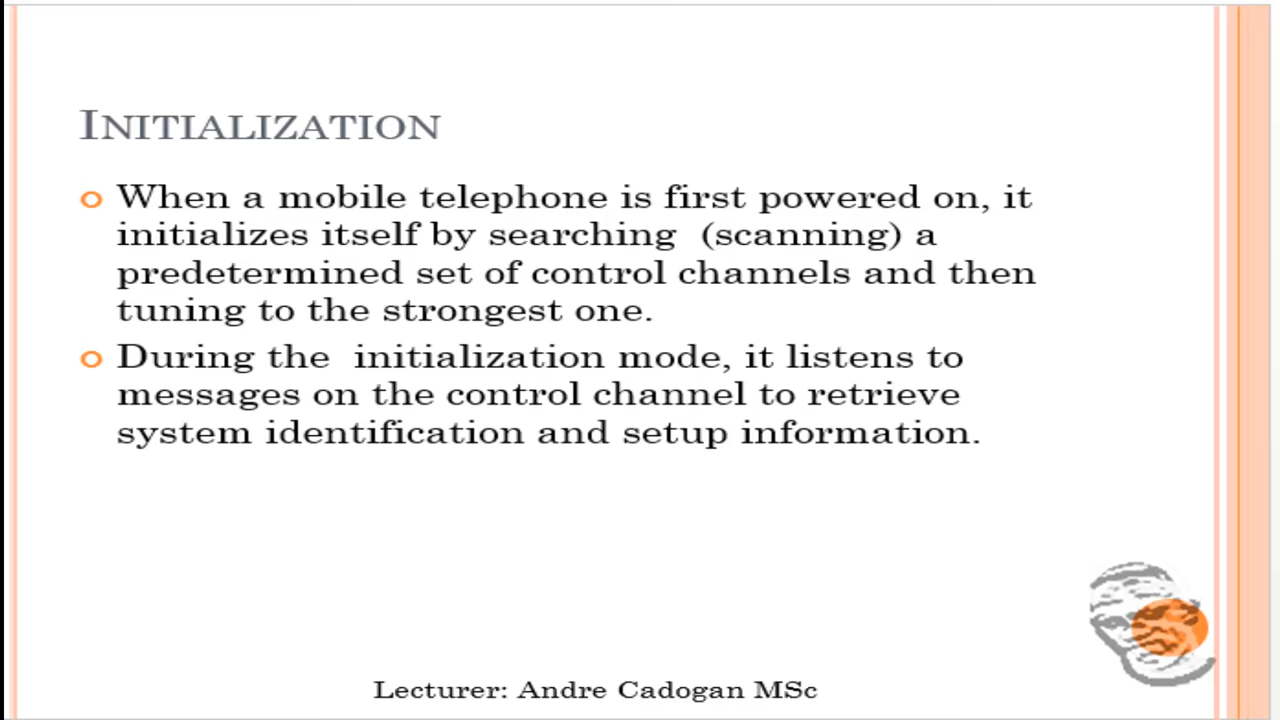 INITIALIZATION
When a mobile telephone is first powered on, it
initializes itself by searching (scanning) a
predetermined set of control channels and then
tuning to the strongest one.
During the initialization mode, it listens to
messages on the control channel to retrieve
system identification and setup information.
Lecturer: Andre Cadogan MSc